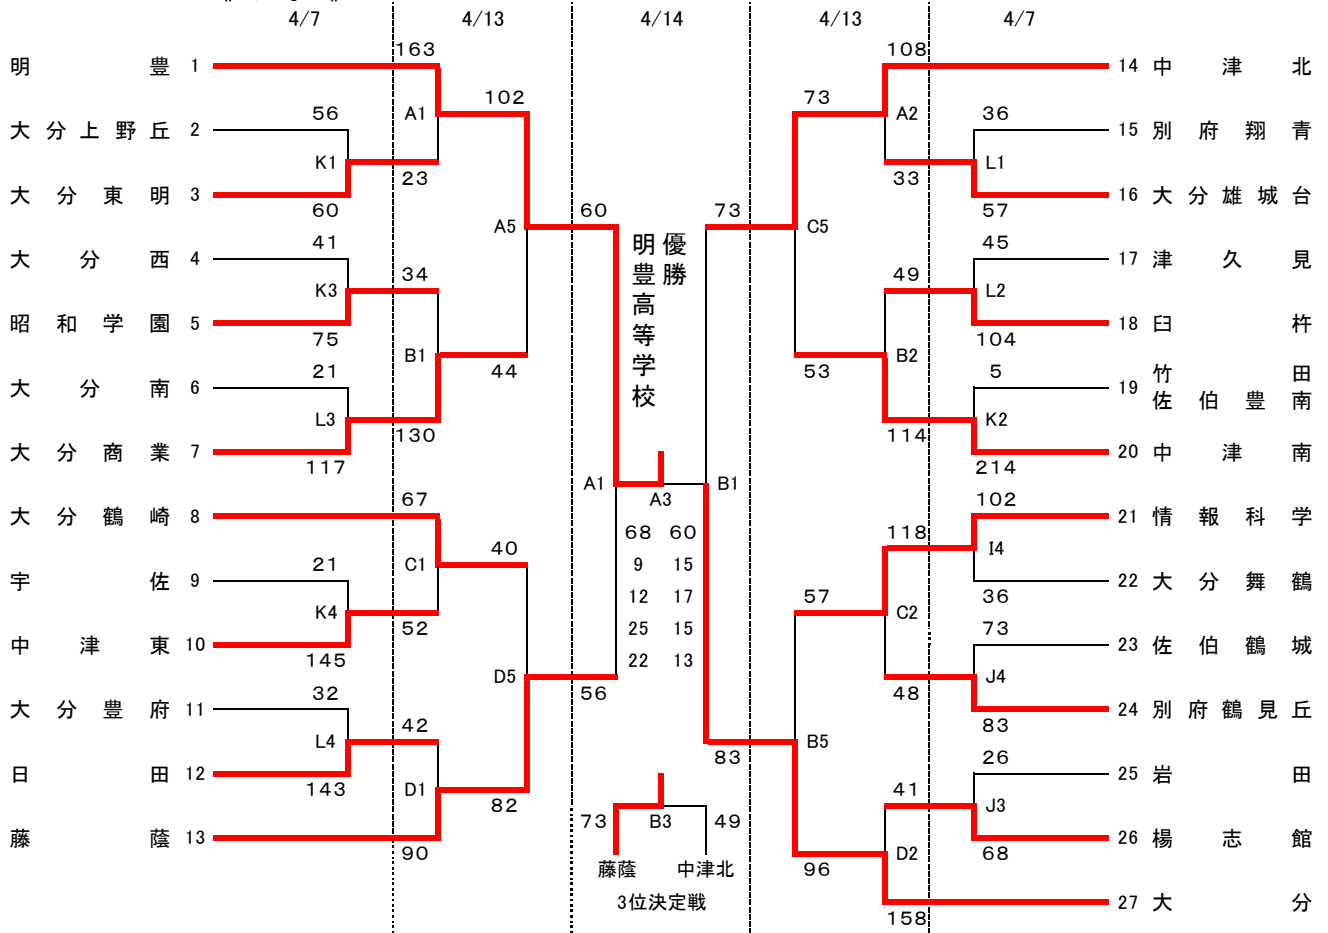 4/7 4/13 4/14 4/13 4/7
163 108
明豊 1 14 中津北
102 73
56 A1 A2 36
大分上野丘 2 15 別府翔青
K1 L1
23 33
大分東明 3 16 大分雄城台
60 60 73 57
A5 C5
41 優勝 45
明豊高等学校
大分西 4 17 津久見
34 49
K3 L2
昭和学園 5 18 臼杵
75 104
B1 B2
21 44 53 5
大分南 6 19 竹田
佐伯豊南
L3 K2
130 114
大分商業 7 20 中津南
117 214
A1 B1
A3
67 102
大分鶴崎 8 21 情報科学
68 60
118
40 I4
9 15
21 C1
宇佐 9 22 大分舞鶴
12 17 57 36
K4 C2
52 25 15 73
中津東 10 23 佐伯鶴城
145 22 13
D5 J4
32 56 48
大分豊府 11 24 別府鶴見丘
42 83
L4 B5
83 26
日田 12 25 岩田
143 D1 41
82 J3
73 B3 49
藤蔭 13 26 楊志館
90 D2 68
藤蔭 中津北 96
3位決定戦 27 大分
158